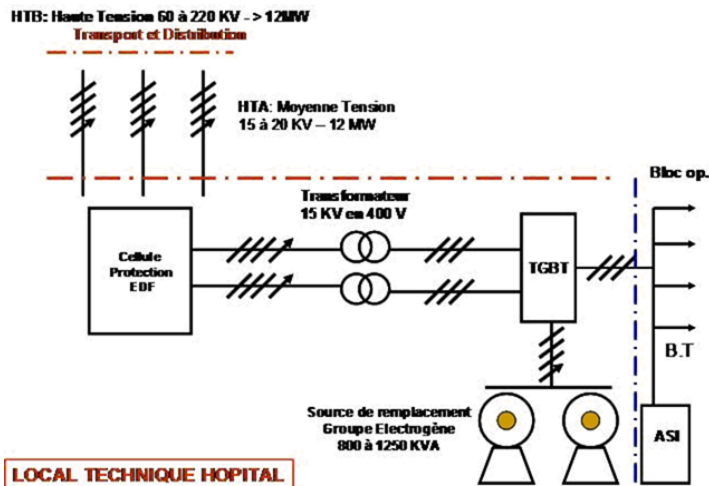 HTB: Haute Tension 60 à 220 KV - > 12MW
Transport et Distribution
HTA: Moyenne Tension
15 à 20 KV – 12 MW
Bloc op.
Transformateur
15 KV en 400 V
Cellule
Protection
EDF
TGBT
B.T
Source de remplacement
Groupe Electrogène
800 à 1250 KVA
ASI
LOCAL TECHNIQUE HOPITAL